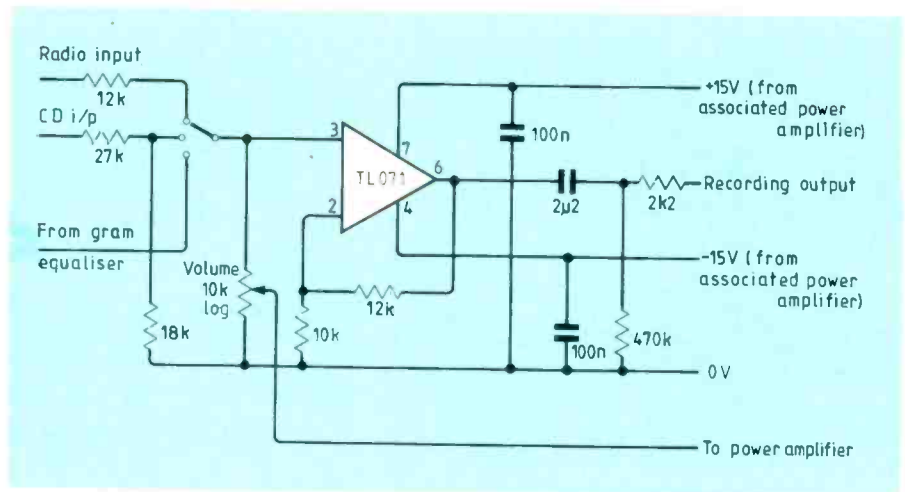 Radio input
12k
CD i/p
27k
From gram
equaliser
18k
Volume
10k
log
3
2
TL071
7
6
4
10k
12k
100n
+15V (from
associated power
amplifier)
2µ2
2k2
Recording output
-15V (from
associated power
amplifier)
100n
470k
0V
To power amplifier